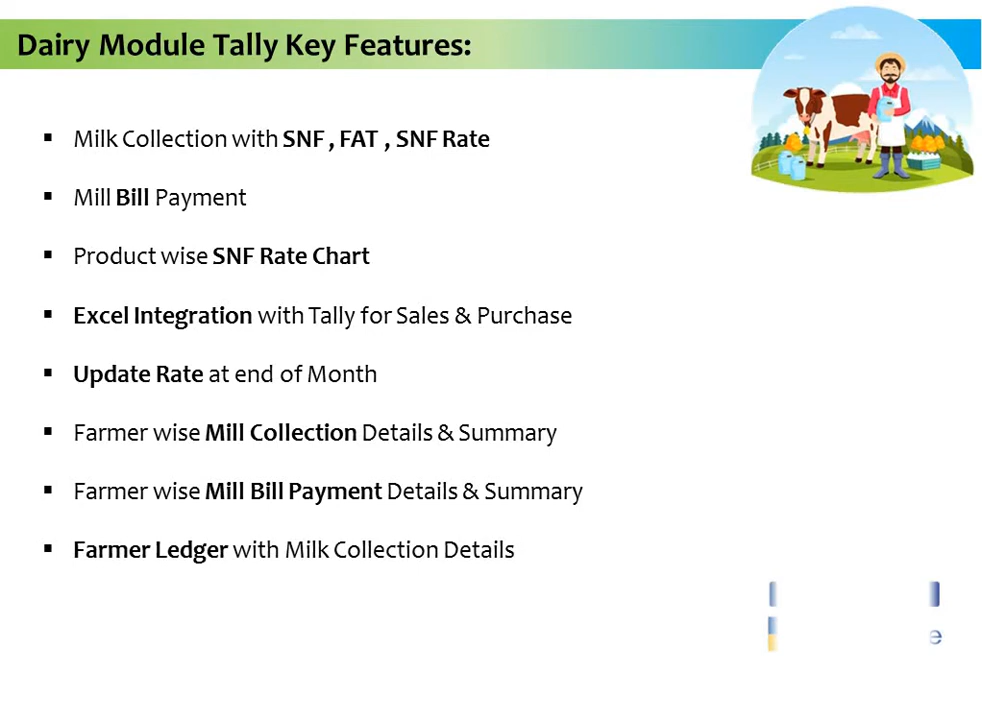 Dairy Module Tally Key Features:
▪ Milk Collection with SNF , FAT , SNF Rate
▪ Mill Bill Payment
▪ Product wise SNF Rate Chart
▪ Excel Integration with Tally for Sales & Purchase
▪ Update Rate at end of Month
▪ Farmer wise Mill Collection Details & Summary
▪ Farmer wise Mill Bill Payment Details & Summary
▪ Farmer Ledger with Milk Collection Details